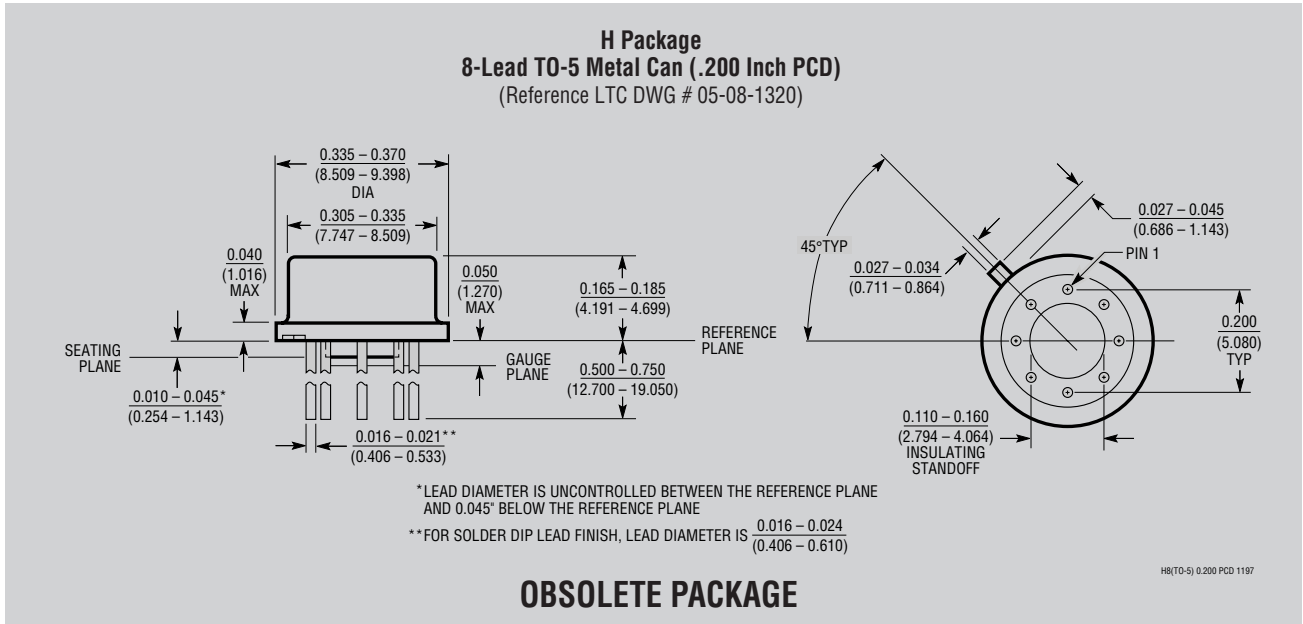 H Package
8-Lead TO-5 Metal Can (.200 Inch PCD)
(Reference LTC DWG # 05-08-1320)
0.335 – 0.370
(8.509 – 9.398)
DIA
0.305 – 0.335
(7.747 – 8.509)
0.040
(1.016)
MAX
0.050
(1.270)
MAX
0.165 – 0.185
(4.191 – 4.699)
REFERENCE
PLANE
SEATING
PLANE
GAUGE
PLANE
0.500 – 0.750
(12.700 – 19.050)
0.010 – 0.045*
(0.254 – 1.143)
0.016 – 0.021**
(0.406 – 0.533)
45°TYP
0.027 – 0.034
(0.711 – 0.864)
0.027 – 0.045
(0.686 – 1.143)
PIN 1
0.200
(5.080)
TYP
0.110 – 0.160
(2.794 – 4.064)
INSULATING
STANDOFF
*LEAD DIAMETER IS UNCONTROLLED BETWEEN THE REFERENCE PLANE
AND 0.045" BELOW THE REFERENCE PLANE
**FOR SOLDER DIP LEAD FINISH, LEAD DIAMETER IS 0.016 – 0.024
(0.406 – 0.610)
H8(TO-5) 0.200 PCD 1197
OBSOLETE PACKAGE